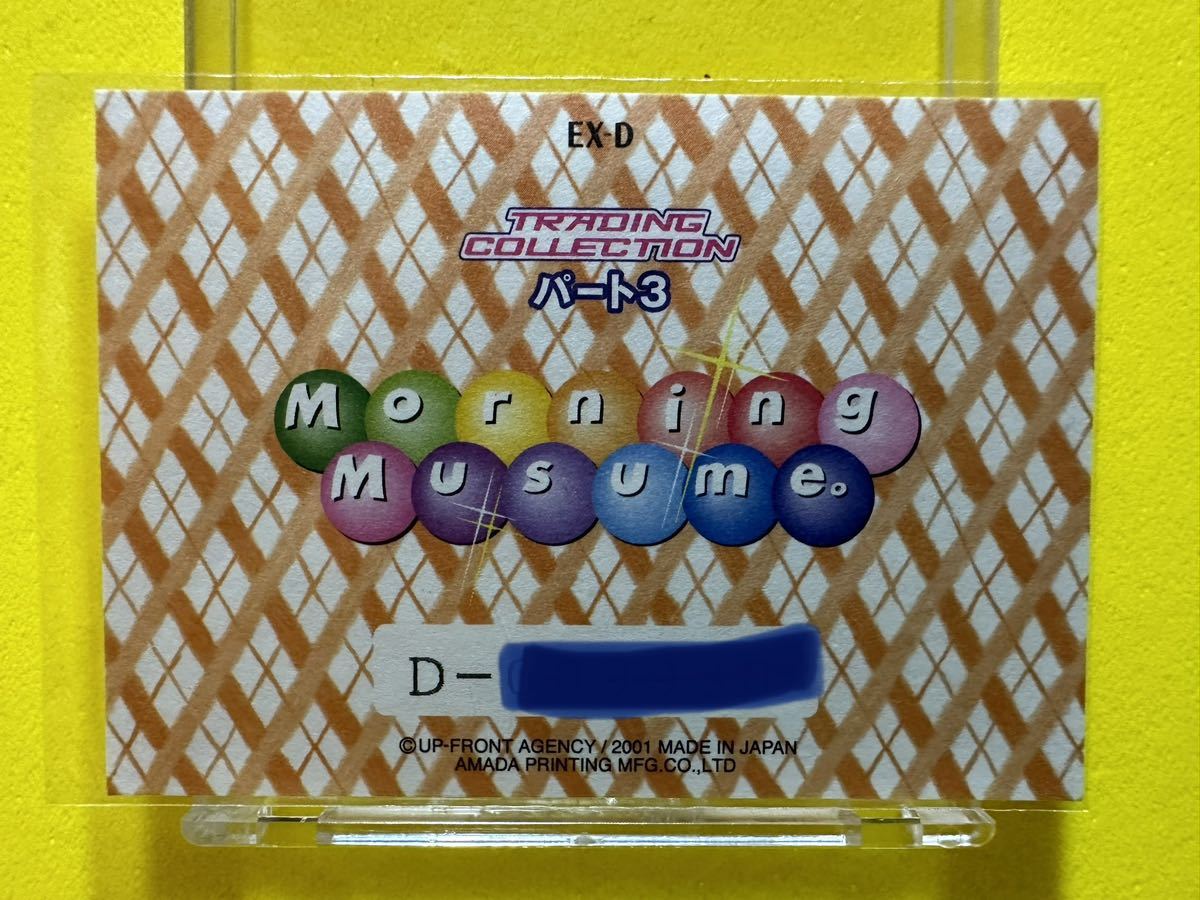 EX-D
TRADING
COLLECTION
パート3
Morning
Musume。
D-
©UP-FRONT AGENCY / 2001 MADE IN JAPAN
AMADA PRINTING MFG.CO.,LTD